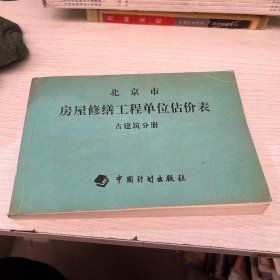 北京市
房屋修缮工程单位估价表
古建筑分册
中国计划出版社